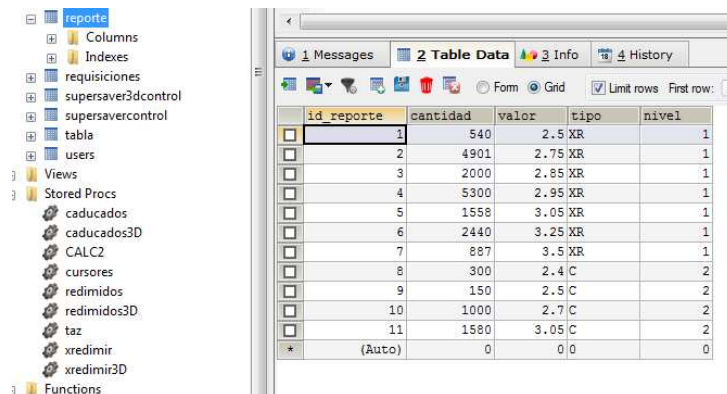 reporte
Columns
Indexes
requisiciones
supersaver3dcontrol
supersavercontrol
tabla
users
Views
Stored Procs
caducados
caducados3D
CALC2
cursores
redimidos
redimidos3D
taz
xredimir
xredimir3D
Functions
1 Messages 2 Table Data 3 Info 4 History
Form Grid Limit rows First row:
id_reporte cantidad valor tipo nivel
1 540 2.5 XR 1
2 4901 2.75 XR 1
3 2000 2.85 XR 1
4 5300 2.95 XR 1
5 1558 3.05 XR 1
6 2440 3.25 XR 1
7 887 3.5 XR 1
8 300 2.4 C 2
9 150 2.5 C 2
10 1000 2.7 C 2
11 1580 3.05 C 2
* (Auto) 0 0 0 0